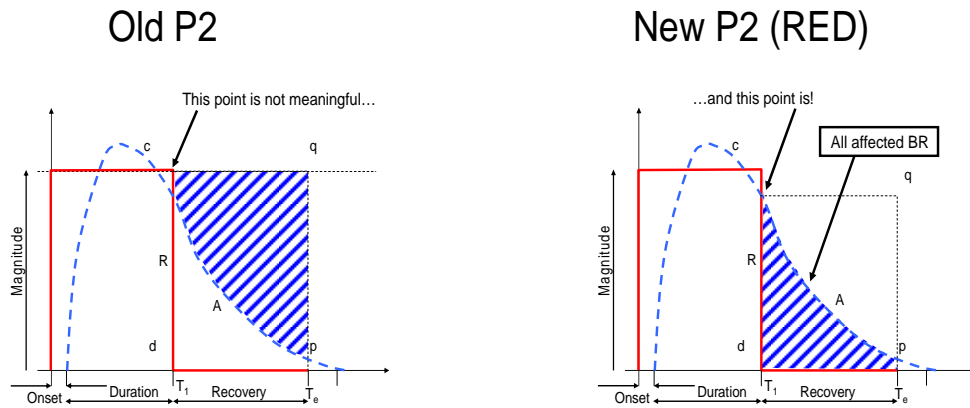 Old P2
This point is not meaningful…
c
q
Magnitude
R
A
d
p
T1
Te
Onset
Duration
Recovery
New P2 (RED)
…and this point is!
All affected BR
c
q
Magnitude
R
A
d
p
T1
Te
Onset
Duration
Recovery